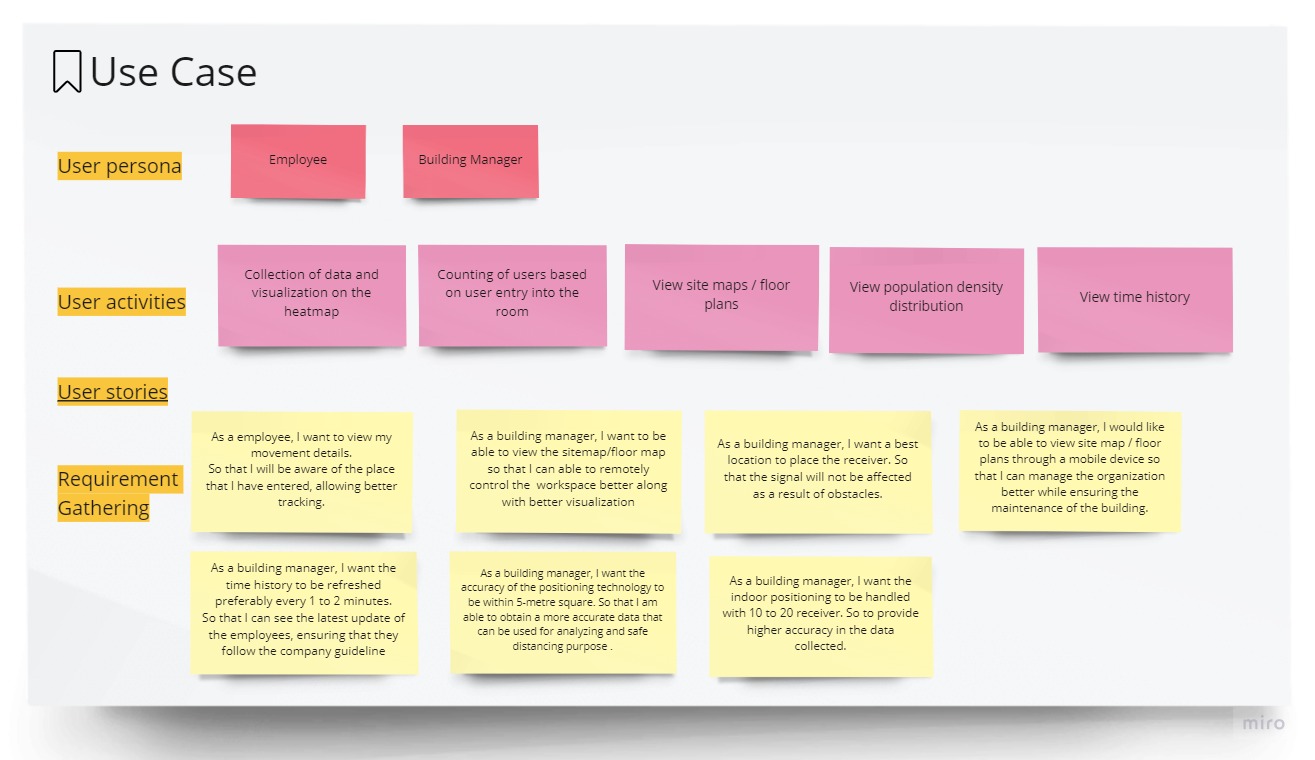 Use Case
User persona
Employee
Building Manager
User activities
Collection of data and
visualization on the
heatmap
Counting of users based
on user entry into the
room
View site maps / floor
plans
View population density
distribution
View time history
User stories
Requirement
Gathering
As a employee, I want to view my
movement details.
So that I will be aware of the place
that I have entered, allowing better
tracking.
As a building manager, I want to be
able to view the sitemap/floor map
so that I can able to remotely
control the workspace better along
with better visualization
As a building manager, I want a best
location to place the receiver. So
that the signal will not be affected
as a result of obstacles.
As a building manager, I would like
to be able to view site map / floor
plans through a mobile device so
that I can manage the organization
better while ensuring the
maintenance of the building.
As a building manager, I want the
time history to be refreshed
preferably every 1 to 2 minutes.
So that I can see the latest update of
the employees, ensuring that they
follow the company guideline
As a building manager, I want the
accuracy of the positioning technology to
be within 5-metre square. So that I am
able to obtain a more accurate data that
can be used for analyzing and safe
distancing purpose .
As a building manager, I want the
indoor positioning to be handled
with 10 to 20 receiver. So to provide
higher accuracy in the data
collected.
miro